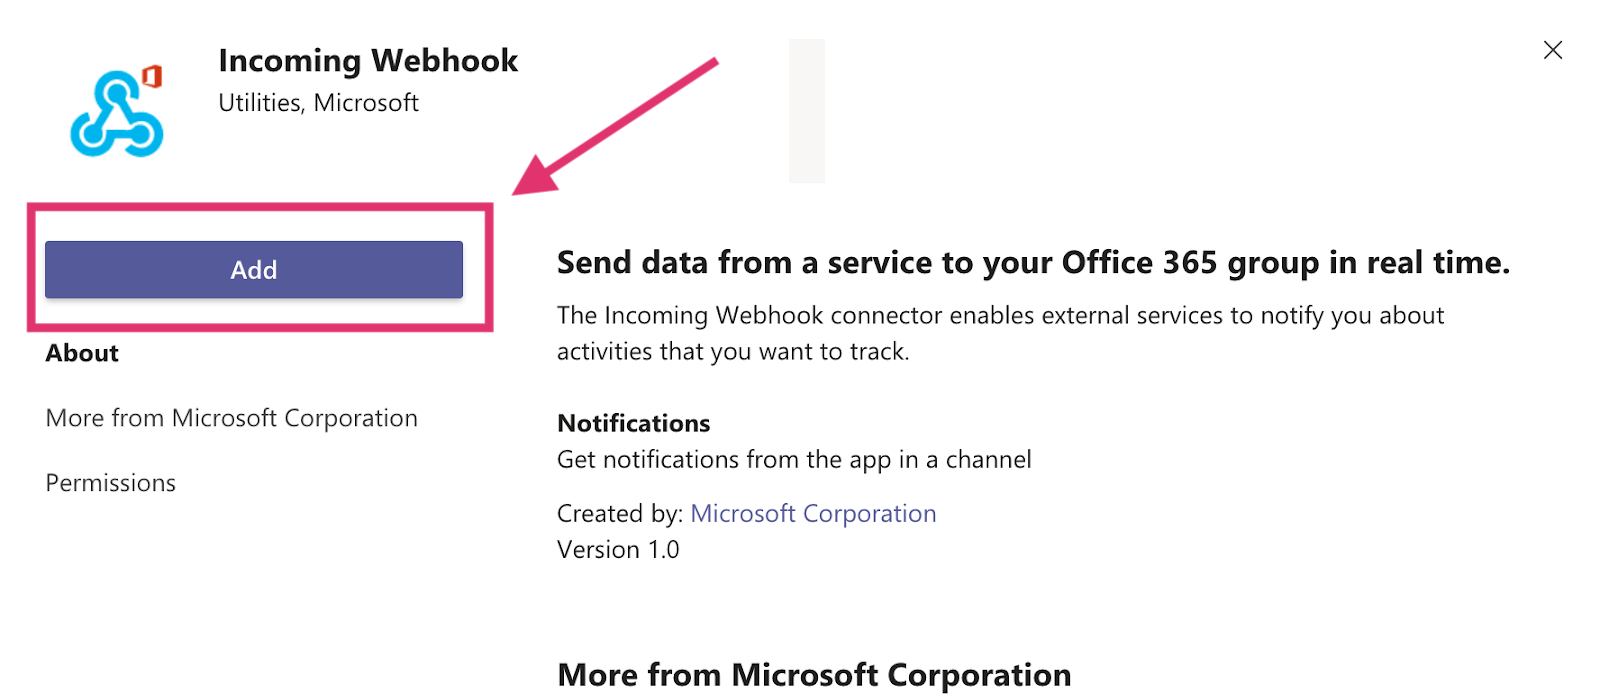 Incoming Webhook
Utilities, Microsoft
Add
About
More from Microsoft Corporation
Permissions
Send data from a service to your Office 365 group in real time.
The Incoming Webhook connector enables external services to notify you about
activities that you want to track.
Notifications
Get notifications from the app in a channel
Created by: Microsoft Corporation
Version 1.0
More from Microsoft Corporation